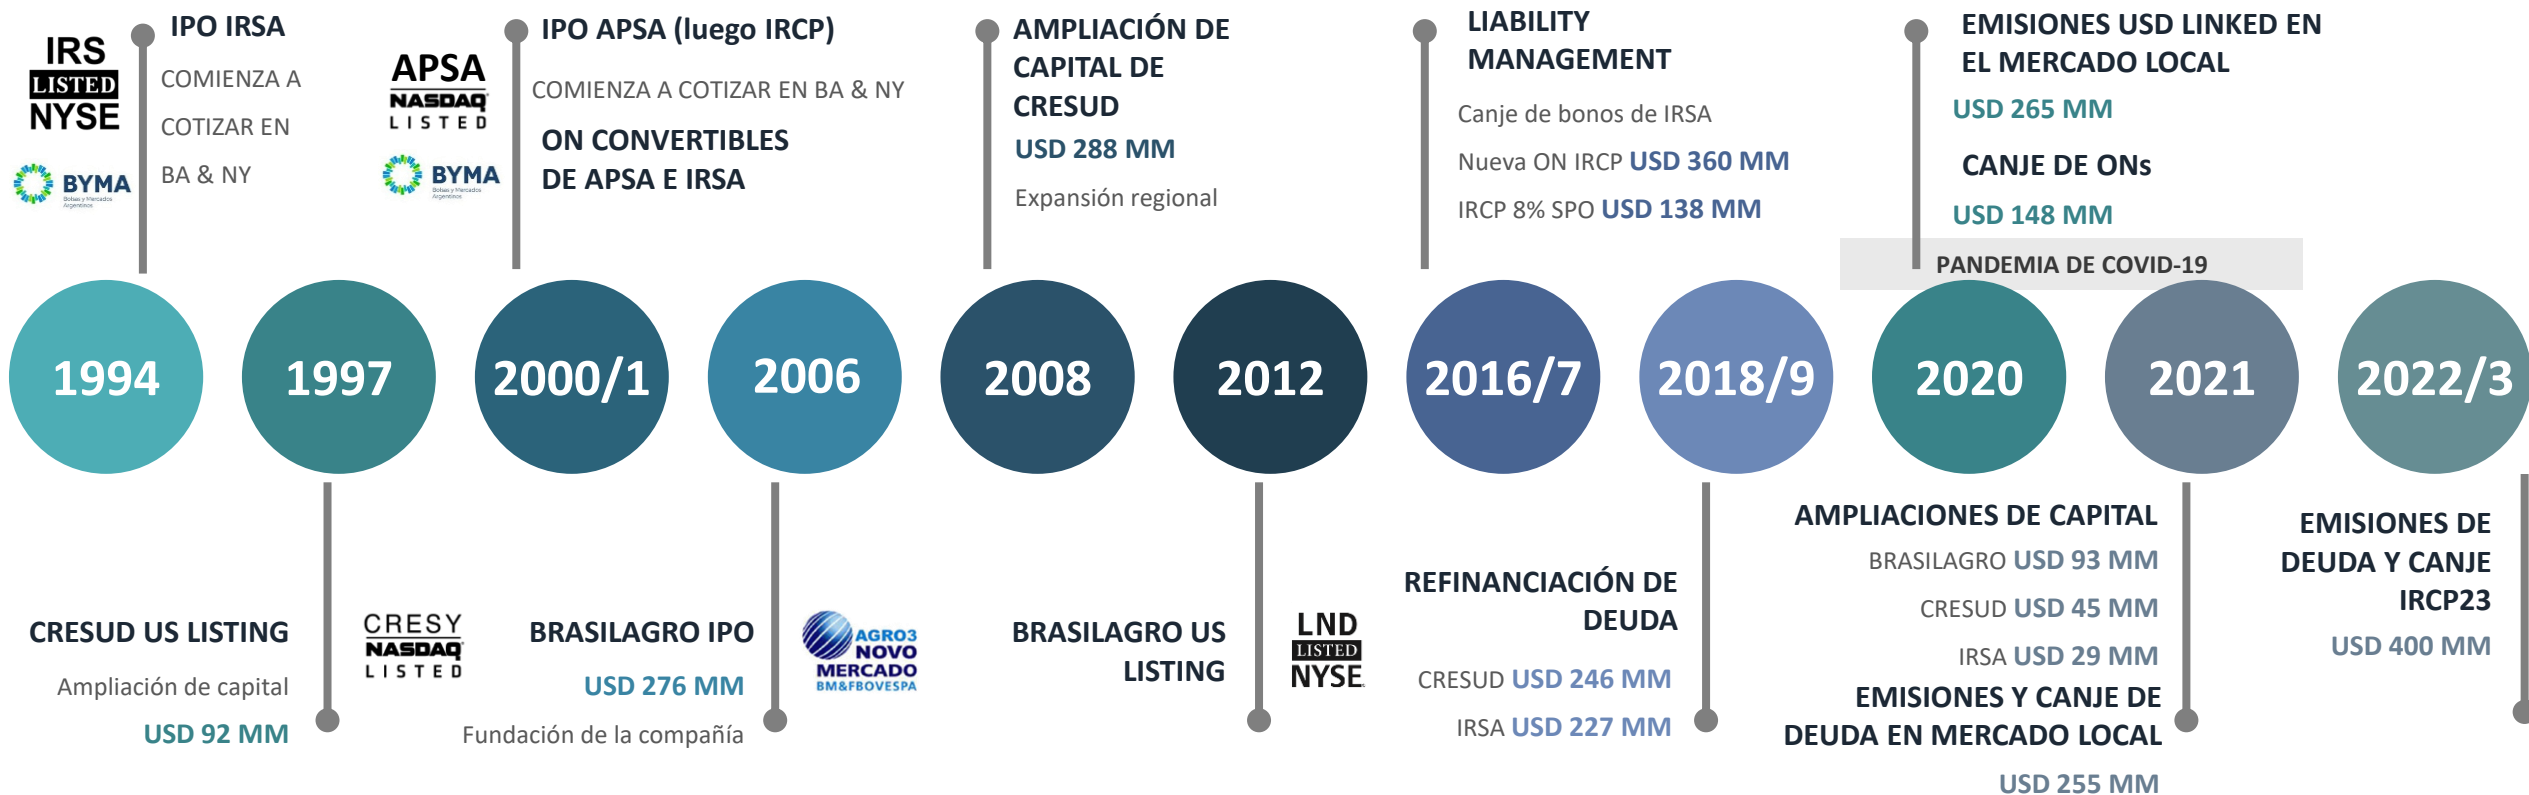 IRS
LISTED
NYSE
BYMA
Bolsas y Mercados
Argentinos
IPO IRSA
COMIENZA A
COTIZAR EN
BA & NY
APSA
NASDAQ
LISTED
BYMA
Bolsas y Mercados
Argentinos
IPO APSA (luego IRCP)
COMIENZA A COTIZAR EN BA & NY
ON CONVERTIBLES
DE APSA E IRSA
AMPLIACIÓN DE
CAPITAL DE
CRESUD
USD 288 MM
Expansión regional
LIABILITY
MANAGEMENT
Canje de bonos de IRSA
Nueva ON IRCP USD 360 MM
IRCP 8% SPO USD 138 MM
EMISIONES USD LINKED EN
EL MERCADO LOCAL
USD 265 MM
CANJE DE ONs
USD 148 MM
PANDEMIA DE COVID-19
1994
1997
2000/1
2006
2008
2012
2016/7
2018/9
2020
2021
2022/3
CRESUD US LISTING
Ampliación de capital
USD 92 MM
CRESY
NASDAQ
LISTED
BRASILAGRO IPO
USD 276 MM
Fundación de la compañía
AGRO3
NOVO
MERCADO
BM&FBOVESPA
BRASILAGRO US
LISTING
LND
LISTED
NYSE
REFINANCIACIÓN DE
DEUDA
CRESUD USD 246 MM
IRSA USD 227 MM
AMPLIACIONES DE CAPITAL
BRASILAGRO USD 93 MM
CRESUD USD 45 MM
IRSA USD 29 MM
EMISIONES Y CANJE DE
DEUDA EN MERCADO LOCAL
USD 255 MM
EMISIONES DE
DEUDA Y CANJE
IRCP23
USD 400 MM